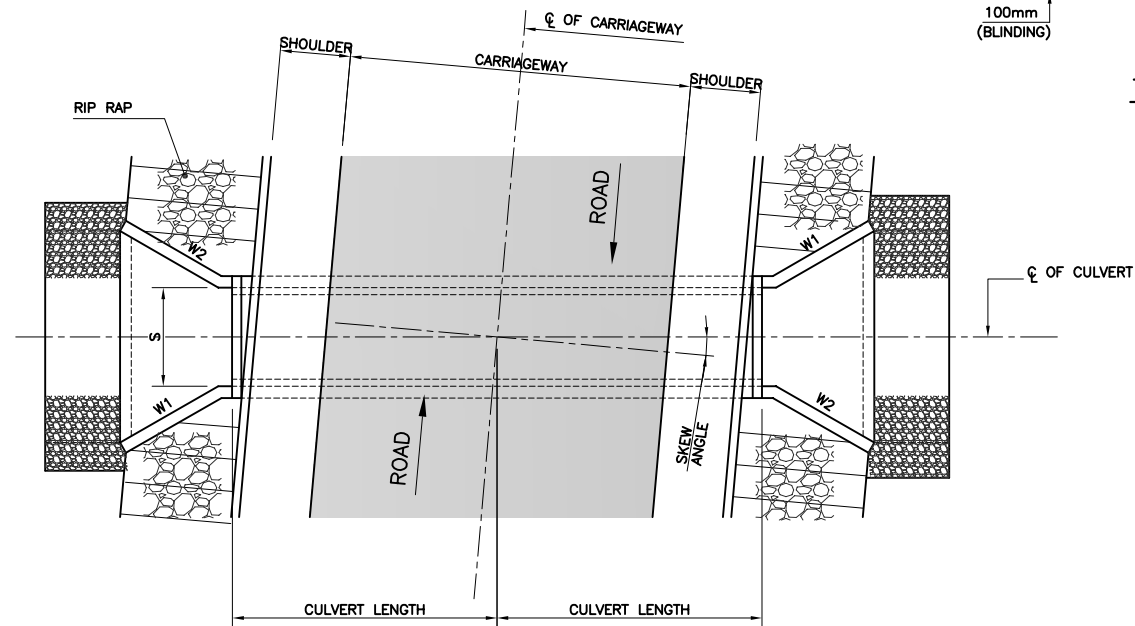 ℄ OF CARRIAGEWAY
100mm
(BLINDING)
SHOULDER
CARRIAGEWAY
SHOULDER
RIP RAP
ROAD
W2
W1
℄ OF CULVERT
S
W1
W2
ROAD
SKEW
ANGLE
CULVERT LENGTH
CULVERT LENGTH